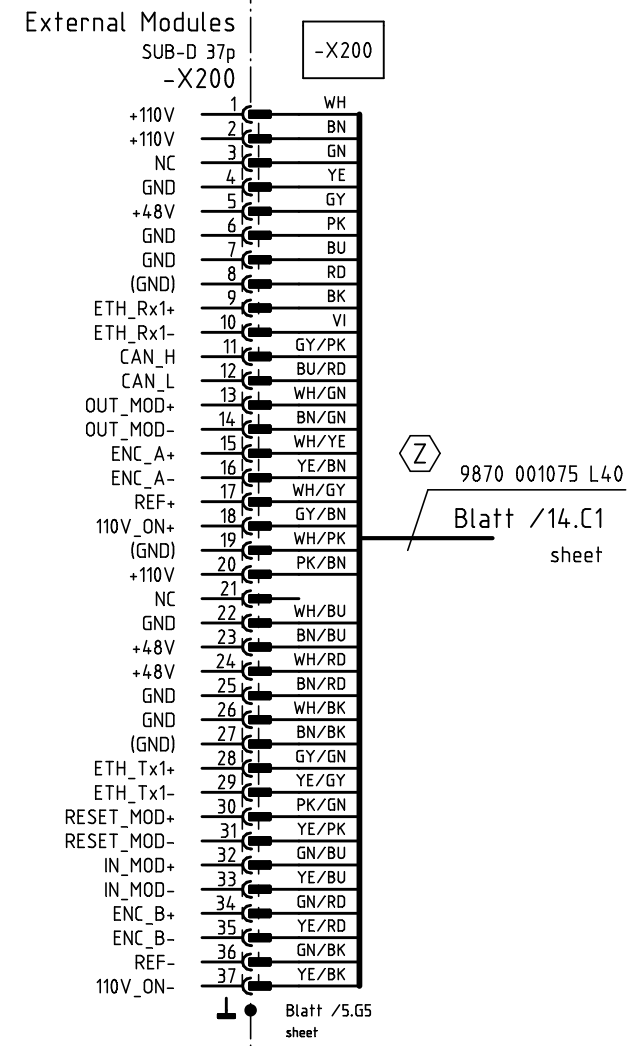 External Modules
SUB-D 37p
-X200
-X200
+110V 1 WH
+110V 2 BN
NC 3 GN
GND 4 YE
+48V 5 GY
GND 6 PK
GND 7 BU
(GND) 8 RD
ETH_Rx1+ 9 BK
ETH_Rx1- 10 VI
CAN_H 11 GY/PK
CAN_L 12 BU/RD
OUT_MOD+ 13 WH/GN
OUT_MOD- 14 BN/GN
ENC_A+ 15 WH/YE
ENC_A- 16 YE/BN
REF+ 17 WH/GY
110V_ON+ 18 GY/BN
(GND) 19 WH/PK
+110V 20 PK/BN
NC 21
GND 22 WH/BU
+48V 23 BN/BU
+48V 24 WH/RD
GND 25 BN/RD
GND 26 WH/BK
(GND) 27 BN/BK
ETH_Tx1+ 28 GY/GN
ETH_Tx1- 29 YE/GY
RESET_MOD+ 30 PK/GN
RESET_MOD- 31 YE/PK
IN_MOD+ 32 GN/BU
IN_MOD- 33 YE/BU
ENC_B+ 34 GN/RD
ENC_B- 35 YE/RD
REF- 36 GN/BK
110V_ON- 37 YE/BK
Z
9870 001075 L40
Blatt /14.C1
sheet
Blatt /5.G5
sheet